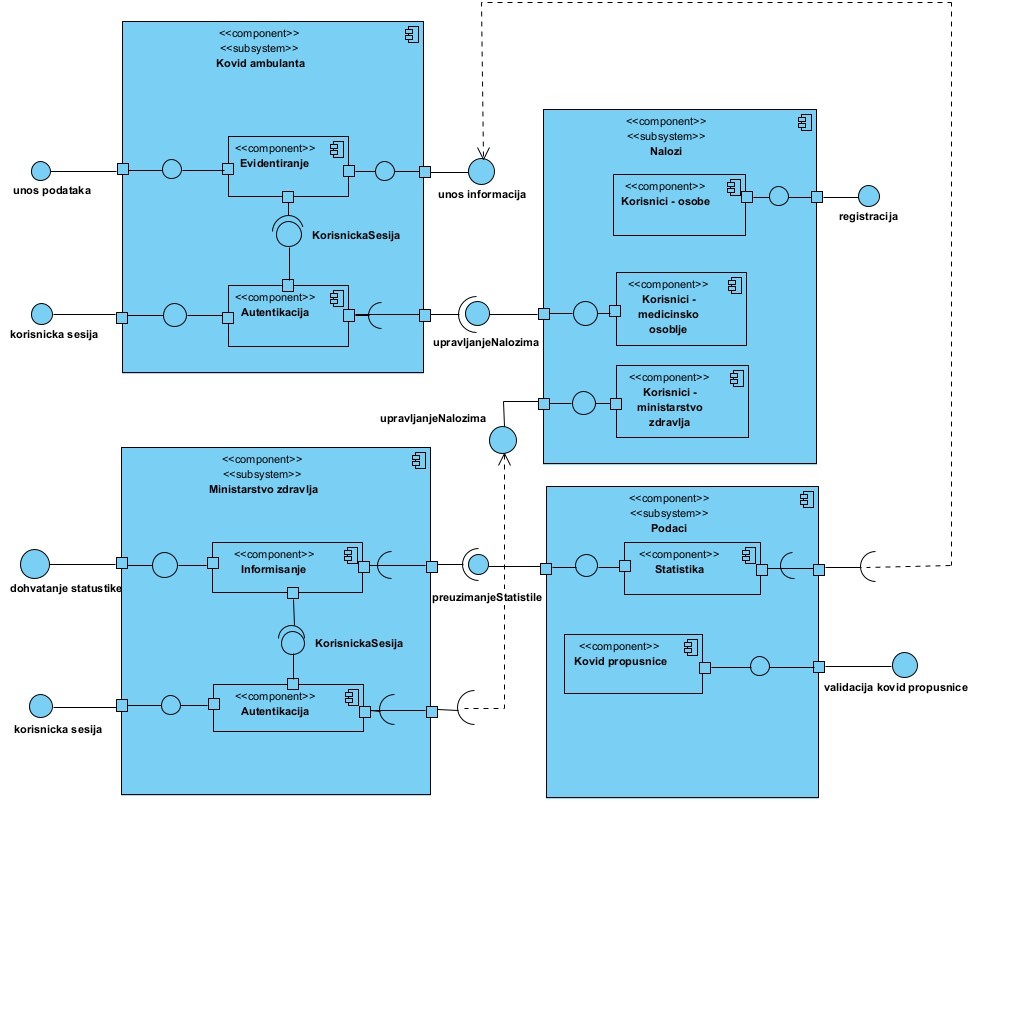 <<component>>
<<subsystem>>
Kovid ambulanta
<<component>>
Evidentiranje
unos podataka
unos informacija
KorisnickaSesija
<<component>>
Autentikacija
korisnicka sesija
upravljanjeNalozima
<<component>>
<<subsystem>>
Nalozi
<<component>>
Korisnici - osobe
registracija
<<component>>
Korisnici -
medicinsko
osoblje
<<component>>
Korisnici -
ministarstvo
zdravlja
upravljanjeNalozima
<<component>>
<<subsystem>>
Ministarstvo zdravlja
<<component>>
Informisanje
dohvatanje statustike
preuzimanjeStatistile
KorisnickaSesija
<<component>>
Autentikacija
korisnicka sesija
<<component>>
<<subsystem>>
Podaci
<<component>>
Statistika
<<component>>
Kovid propusnice
validacija kovid propusnice